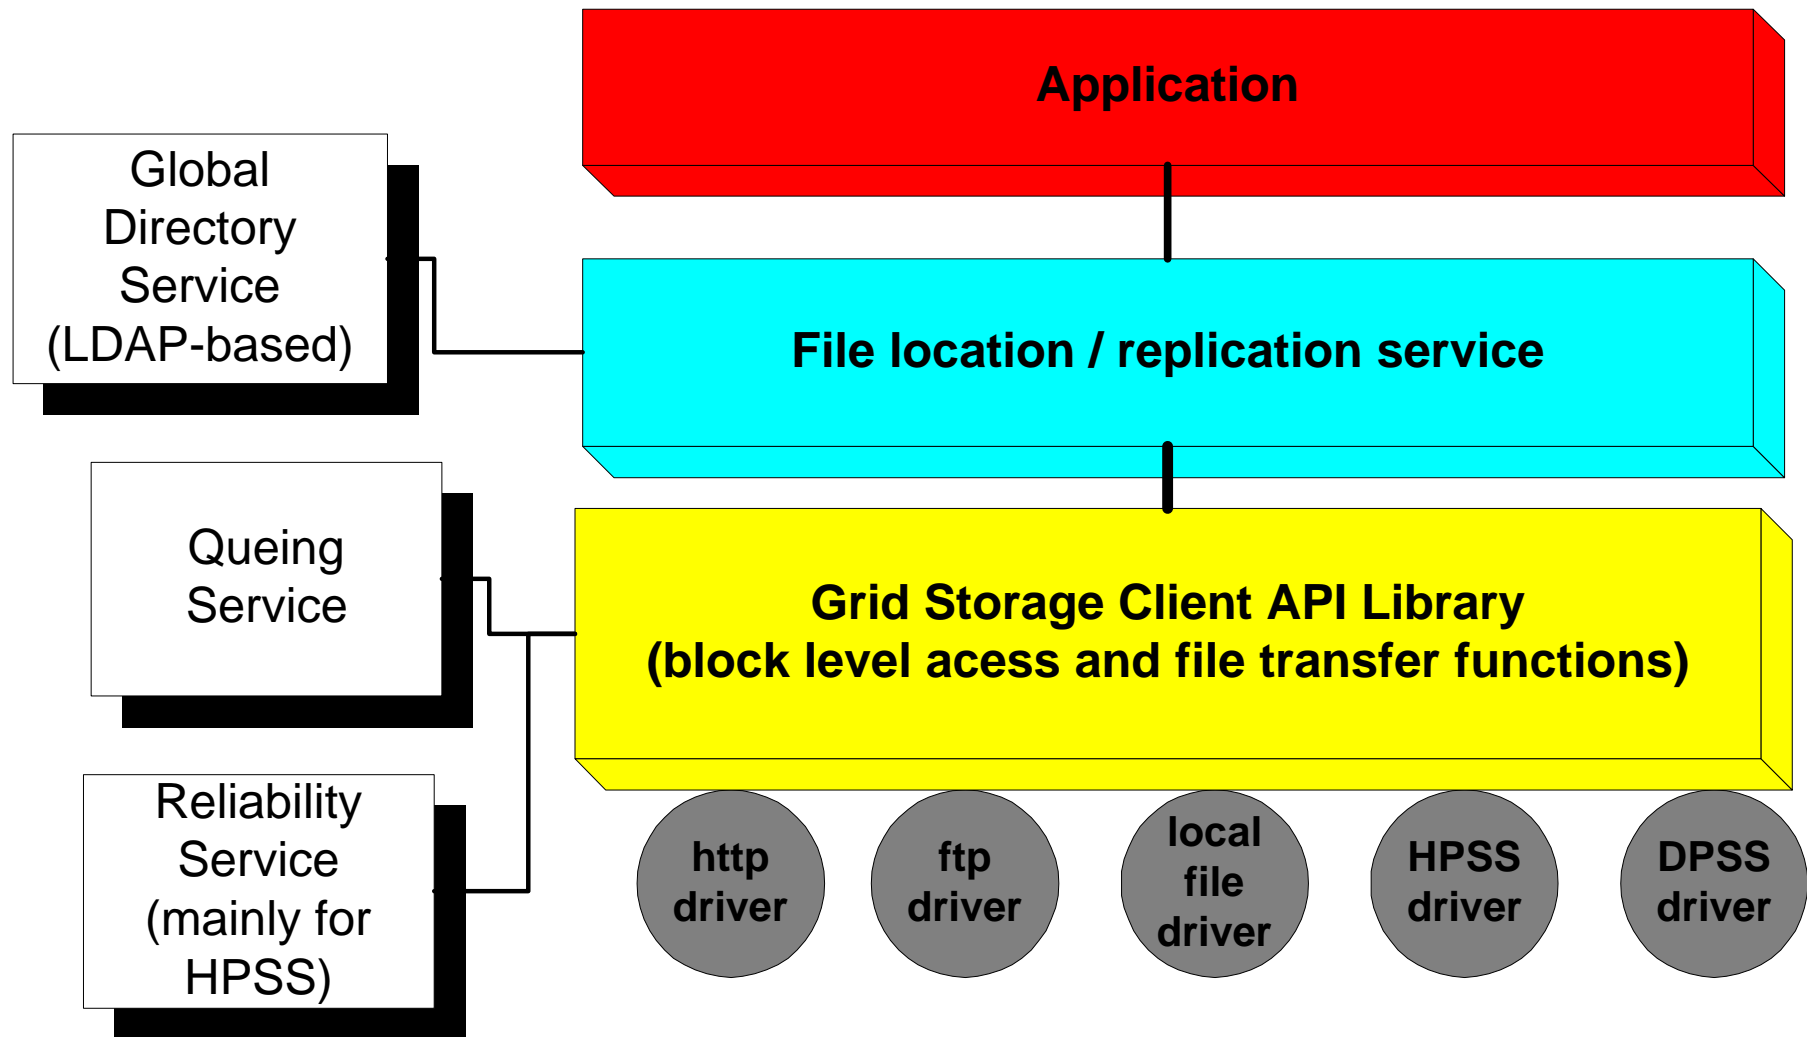 Application
Global
Directory
Service
(LDAP-based)
File location / replication service
Queing
Service
Grid Storage Client API Library
(block level acess and file transfer functions)
Reliability
Service
(mainly for
HPSS)
http
driver
ftp
driver
local
file
driver
HPSS
driver
DPSS
driver